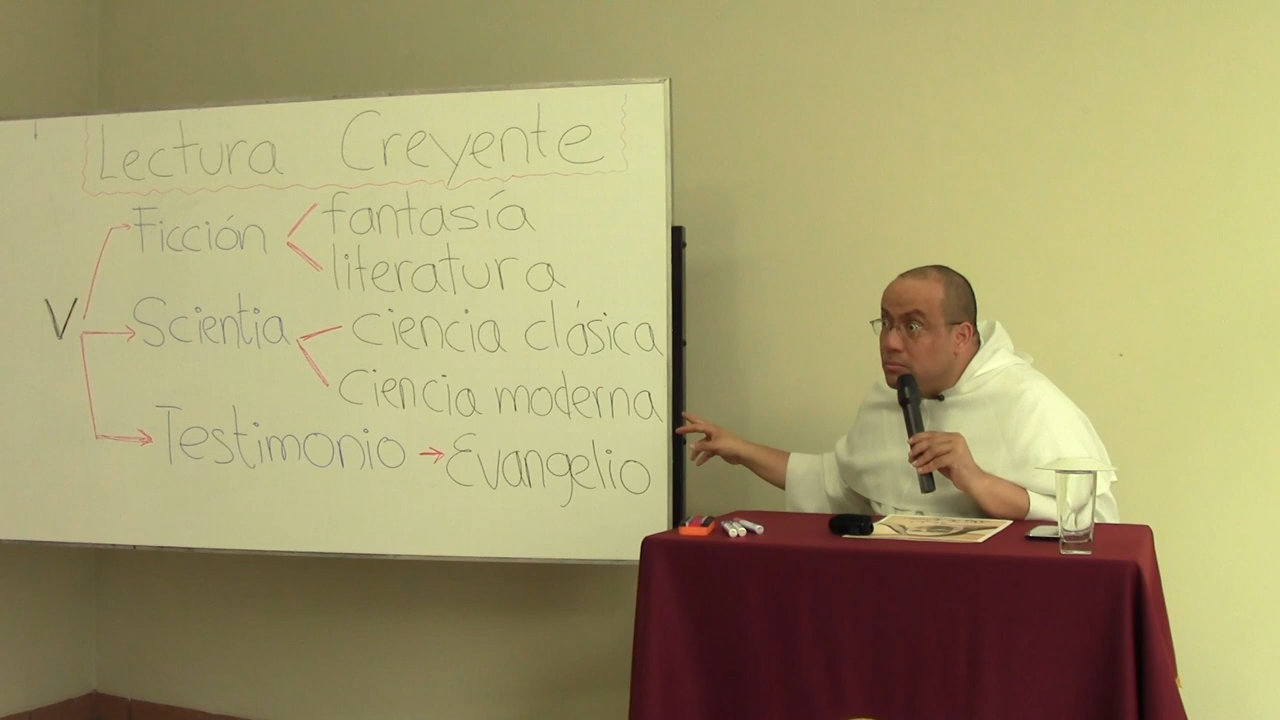 Lectura Creyente
Ficción fantasía
literatura
V Scientia ciencia clásica
ciencia moderna
Testimonio → Evangelio